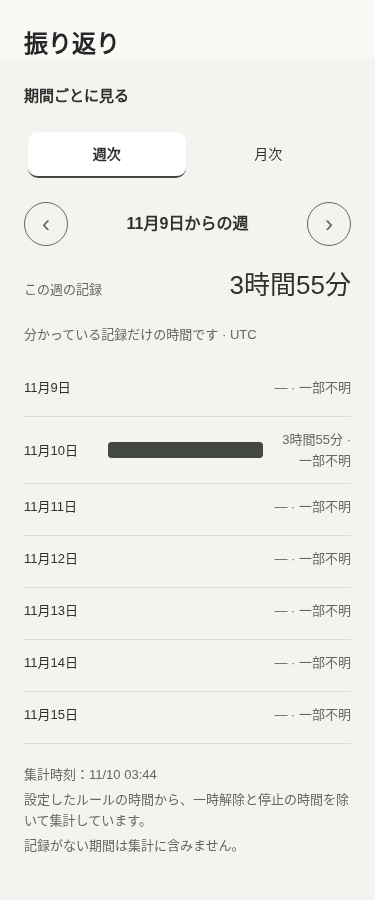 振り返り
期間ごとに見る
週次 月次
‹ 11月9日からの週 ›
この週の記録 3時間55分
分かっている記録だけの時間です · UTC
11月9日 — · 一部不明
11月10日 3時間55分 ·
一部不明
11月11日 — · 一部不明
11月12日 — · 一部不明
11月13日 — · 一部不明
11月14日 — · 一部不明
11月15日 — · 一部不明
集計時刻：11/10 03:44
設定したルールの時間から、一時解除と停止の時間を除
いて集計しています。
記録がない期間は集計に含みません。